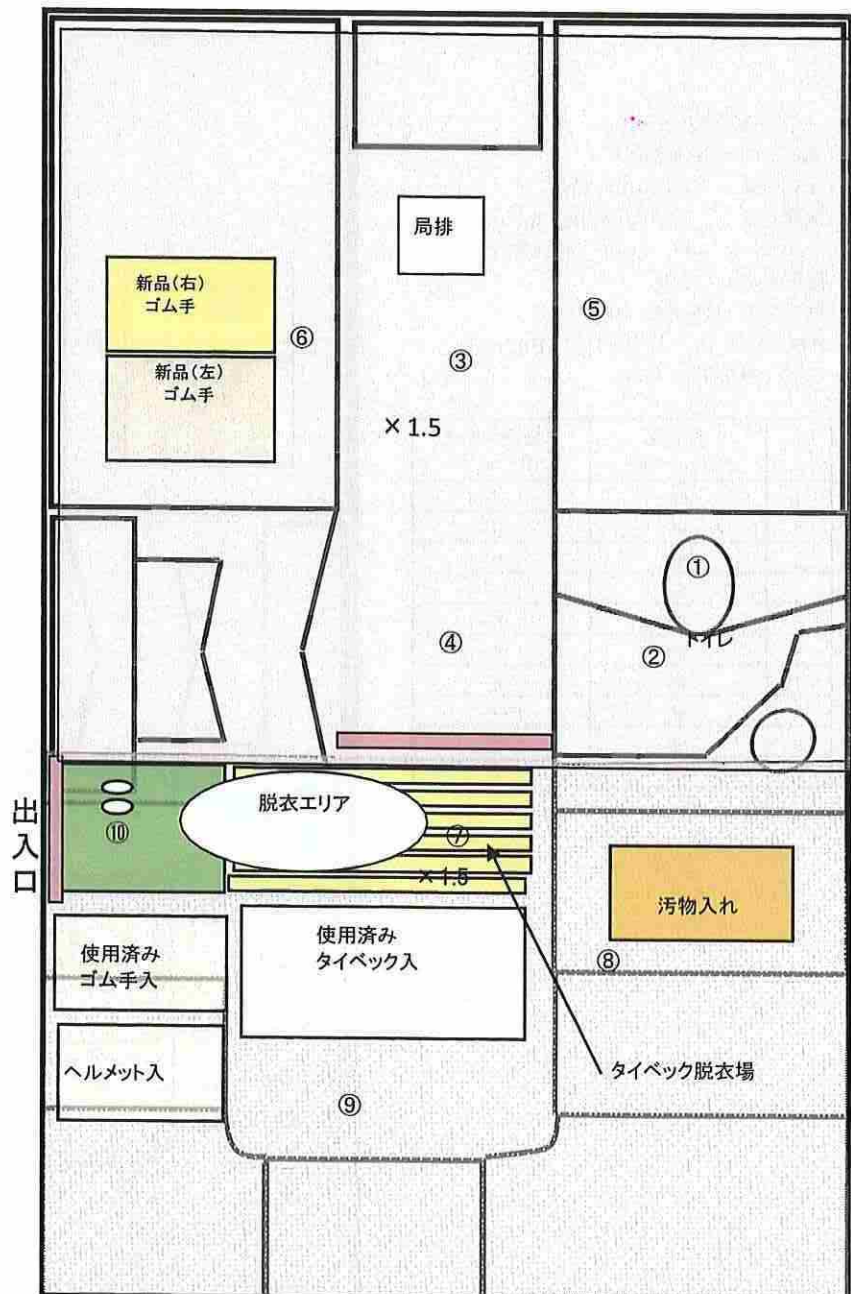 局排
新品(右)
ゴム手
⑥
⑤
新品(左)
ゴム手
③
×1.5
①
④
②
トイレ
出入口
⑩
脱衣エリア
⑦
×1.5
汚物入れ
使用済み
ゴム手入
使用済み
タイベック入
⑧
ヘルメット入
タイベック脱衣場
⑨